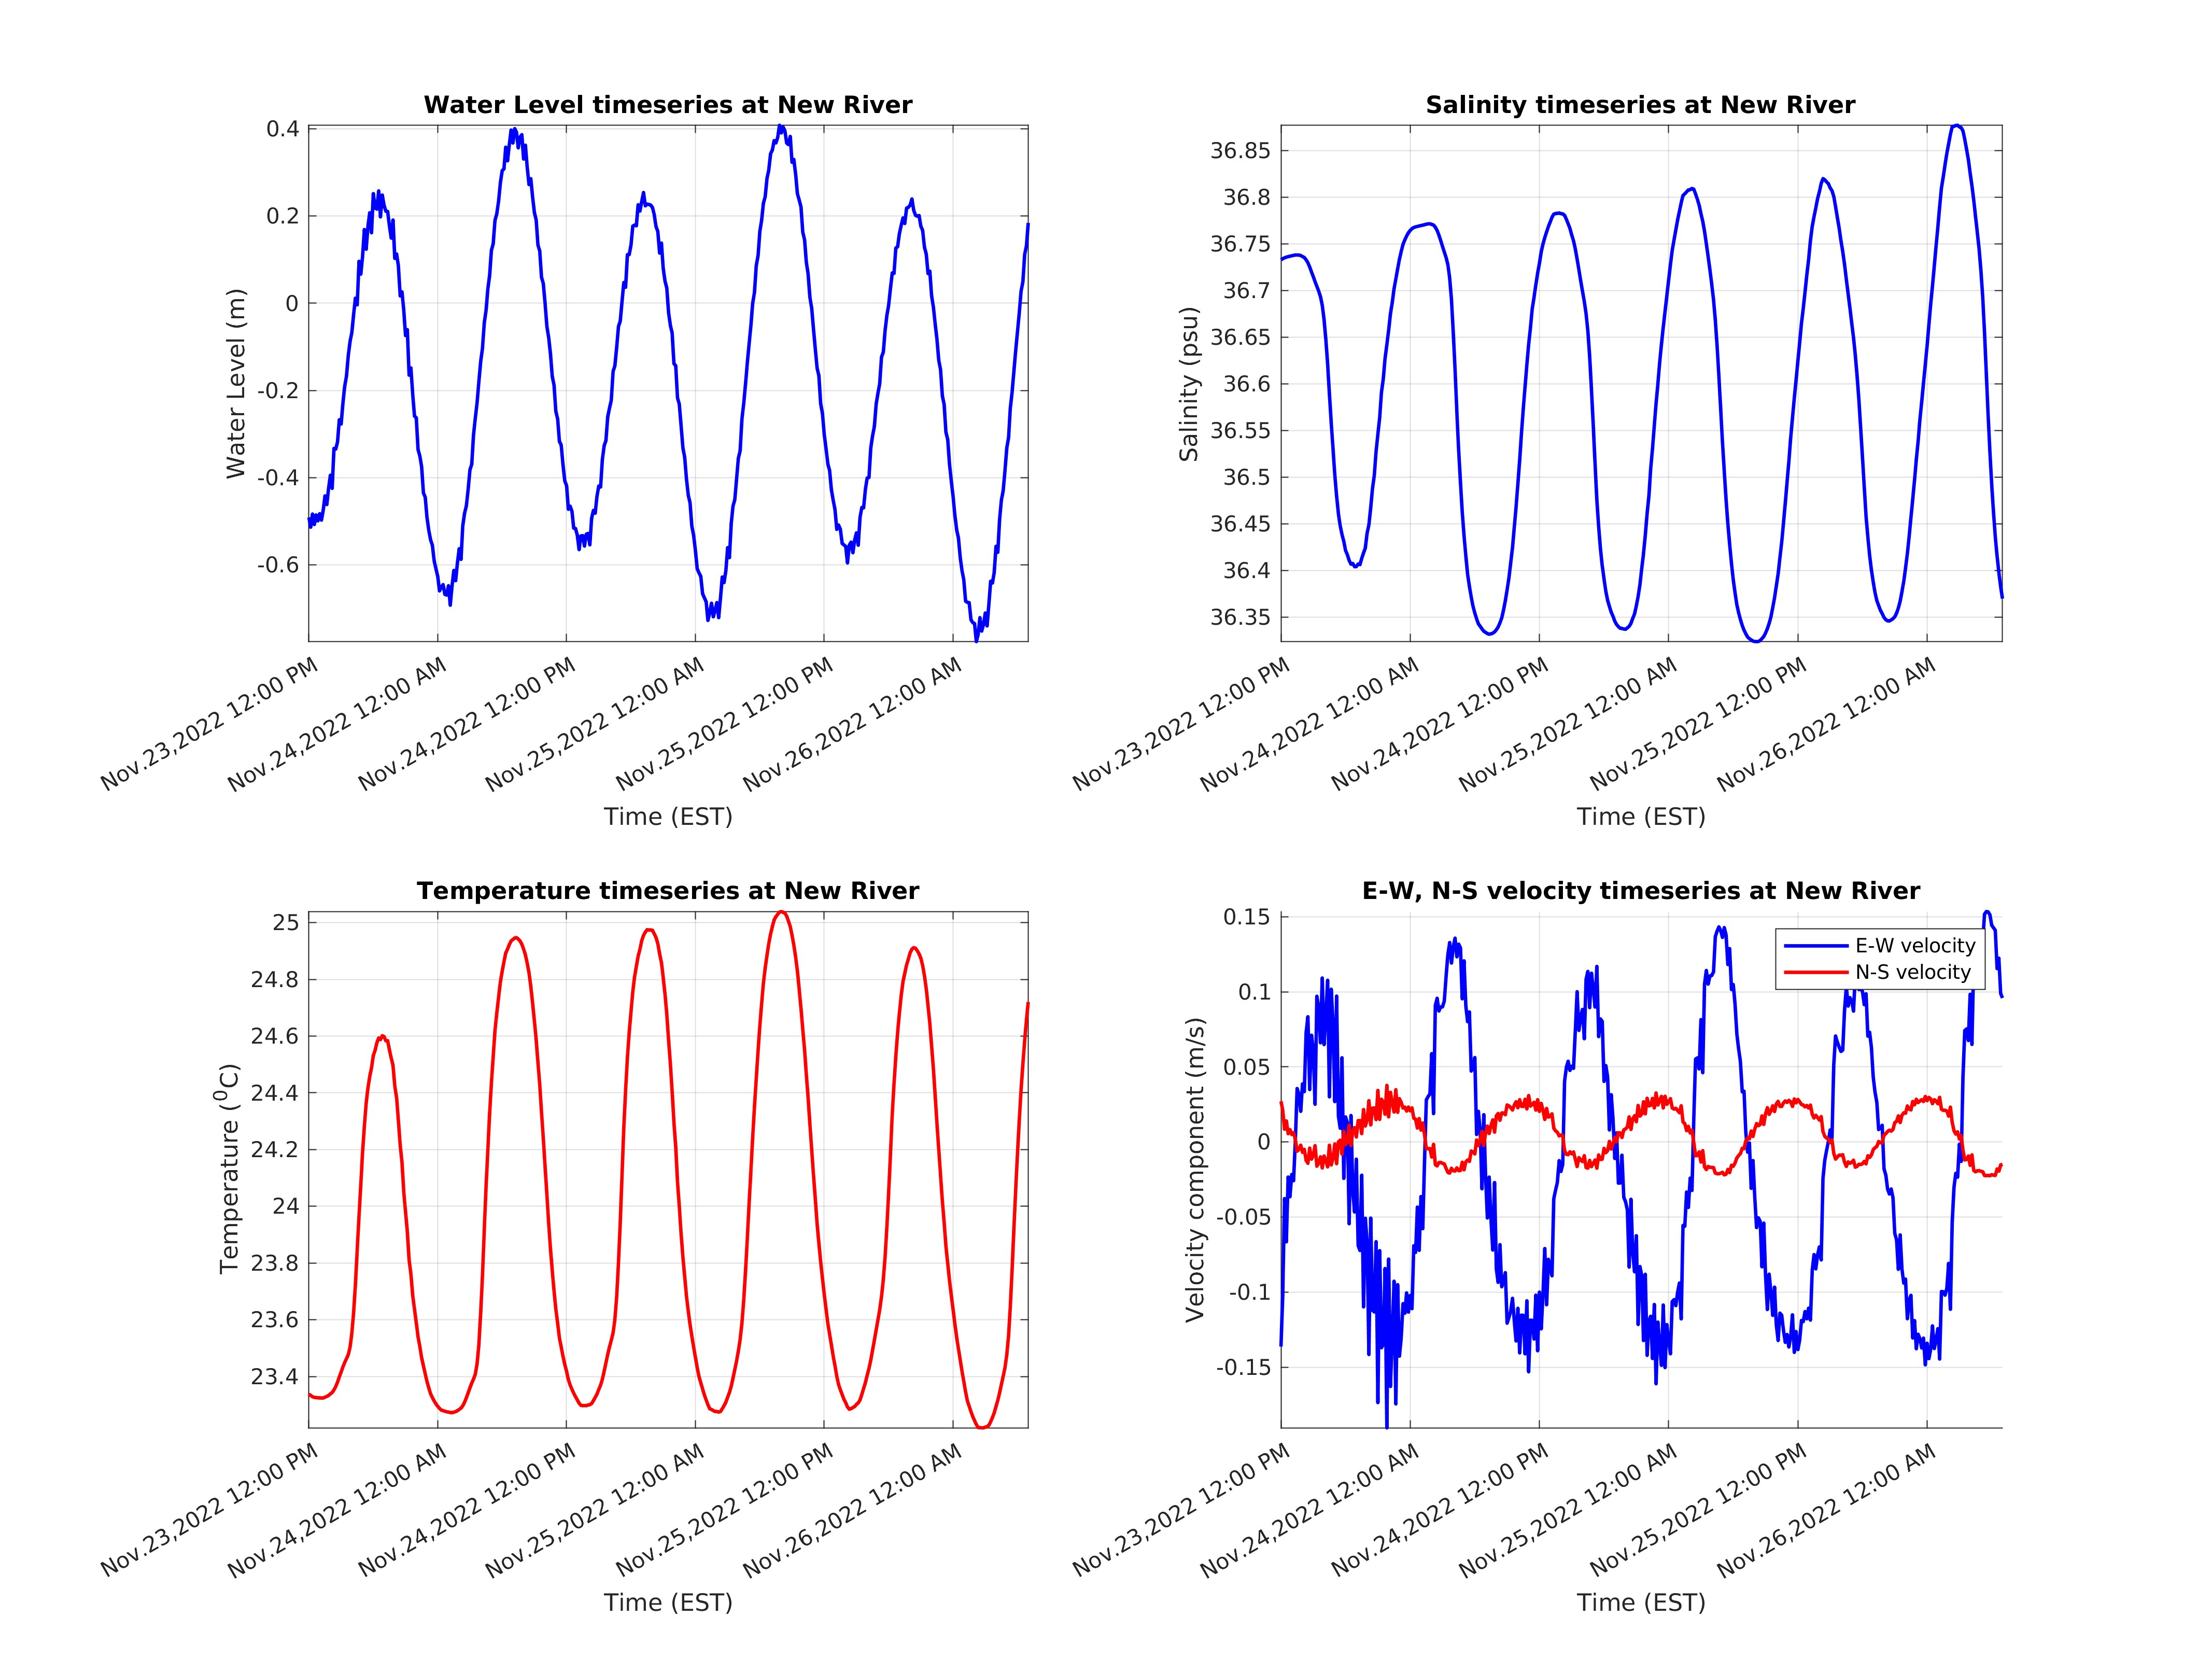 Water Level timeseries at New River
Water Level (m)
0.4
0.2
0
-0.2
-0.4
-0.6
Nov.23,2022 12:00 PM
Nov.24,2022 12:00 AM
Nov.24,2022 12:00 PM
Nov.25,2022 12:00 AM
Nov.25,2022 12:00 PM
Nov.26,2022 12:00 AM
Time (EST)
Salinity timeseries at New River
Salinity (psu)
36.85
36.8
36.75
36.7
36.65
36.6
36.55
36.5
36.45
36.4
36.35
Nov.23,2022 12:00 PM
Nov.24,2022 12:00 AM
Nov.24,2022 12:00 PM
Nov.25,2022 12:00 AM
Nov.25,2022 12:00 PM
Nov.26,2022 12:00 AM
Time (EST)
Temperature timeseries at New River
Temperature (⁰C)
25
24.8
24.6
24.4
24.2
24
23.8
23.6
23.4
Nov.23,2022 12:00 PM
Nov.24,2022 12:00 AM
Nov.24,2022 12:00 PM
Nov.25,2022 12:00 AM
Nov.25,2022 12:00 PM
Nov.26,2022 12:00 AM
Time (EST)
E-W, N-S velocity timeseries at New River
Velocity component (m/s)
0.15
0.1
0.05
0
-0.05
-0.1
-0.15
E-W velocity
N-S velocity
Nov.23,2022 12:00 PM
Nov.24,2022 12:00 AM
Nov.24,2022 12:00 PM
Nov.25,2022 12:00 AM
Nov.25,2022 12:00 PM
Nov.26,2022 12:00 AM
Time (EST)